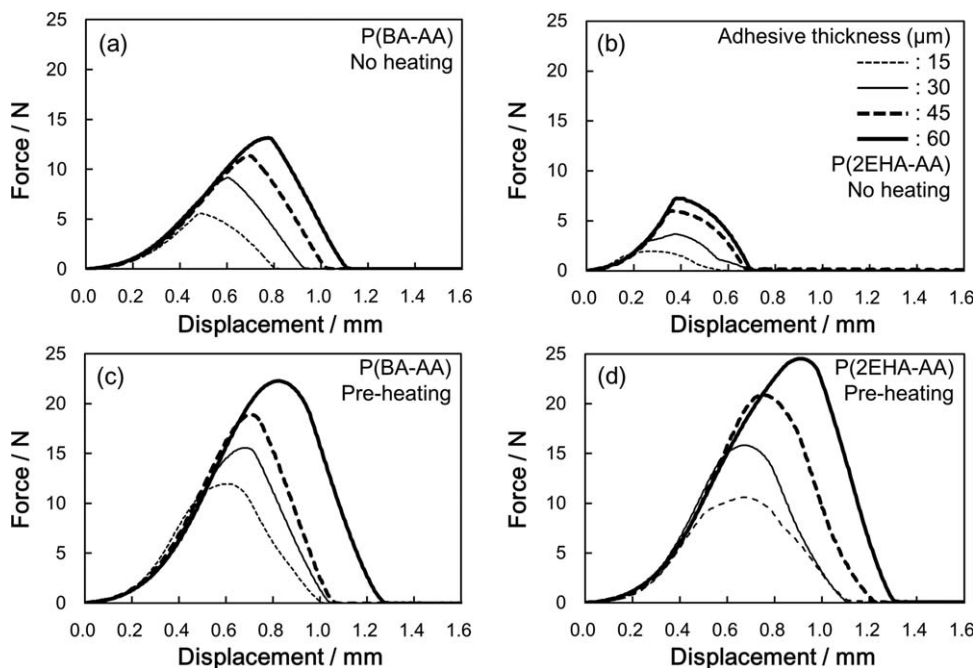 (a)
P(BA-AA)
No heating
25
20
15
10
5
0
Force / N
0.0 0.2 0.4 0.6 0.8 1.0 1.2 1.4 1.6
Displacement / mm
(b)
Adhesive thickness (μm)
: 15
: 30
: 45
: 60
P(2EHA-AA)
No heating
25
20
15
10
5
0
Force / N
0.0 0.2 0.4 0.6 0.8 1.0 1.2 1.4 1.6
Displacement / mm
(c)
P(BA-AA)
Pre-heating
25
20
15
10
5
0
Force / N
0.0 0.2 0.4 0.6 0.8 1.0 1.2 1.4 1.6
Displacement / mm
(d)
P(2EHA-AA)
Pre-heating
25
20
15
10
5
0
Force / N
0.0 0.2 0.4 0.6 0.8 1.0 1.2 1.4 1.6
Displacement / mm